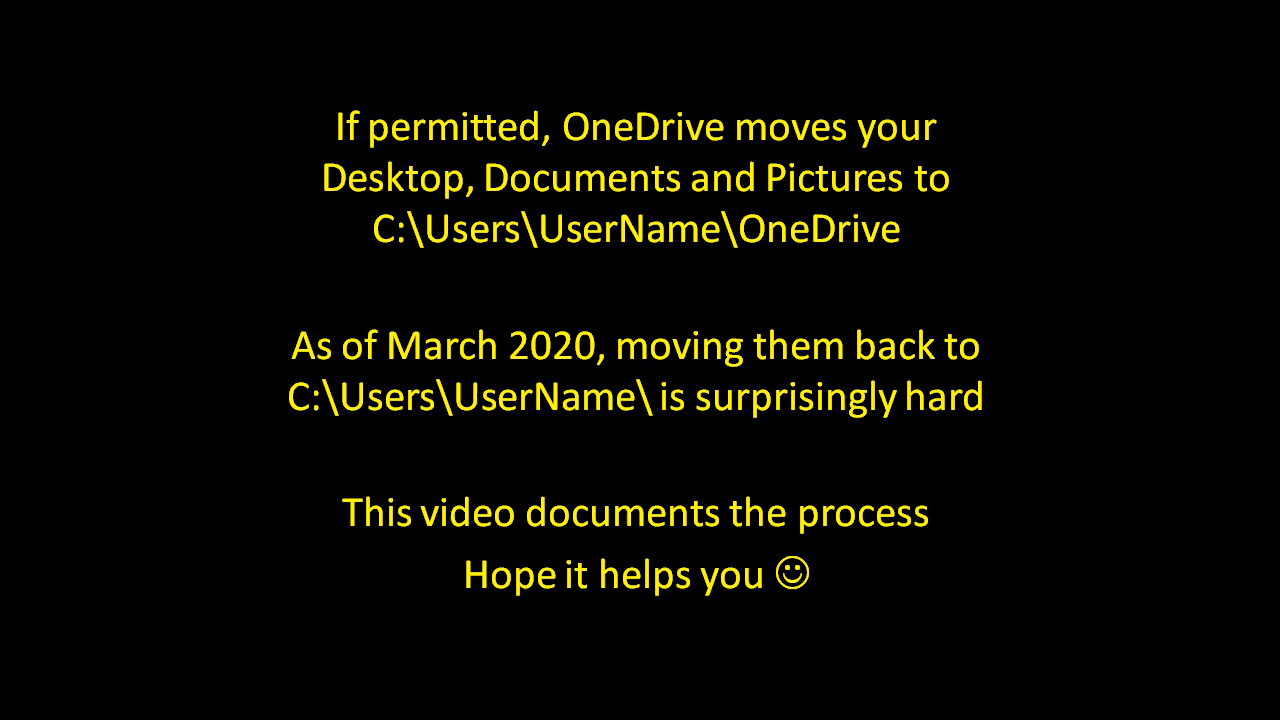 If permitted, OneDrive moves your
Desktop, Documents and Pictures to
C:\Users\UserName\OneDrive
As of March 2020, moving them back to
C:\Users\UserName\ is surprisingly hard
This video documents the process
Hope it helps you ☺